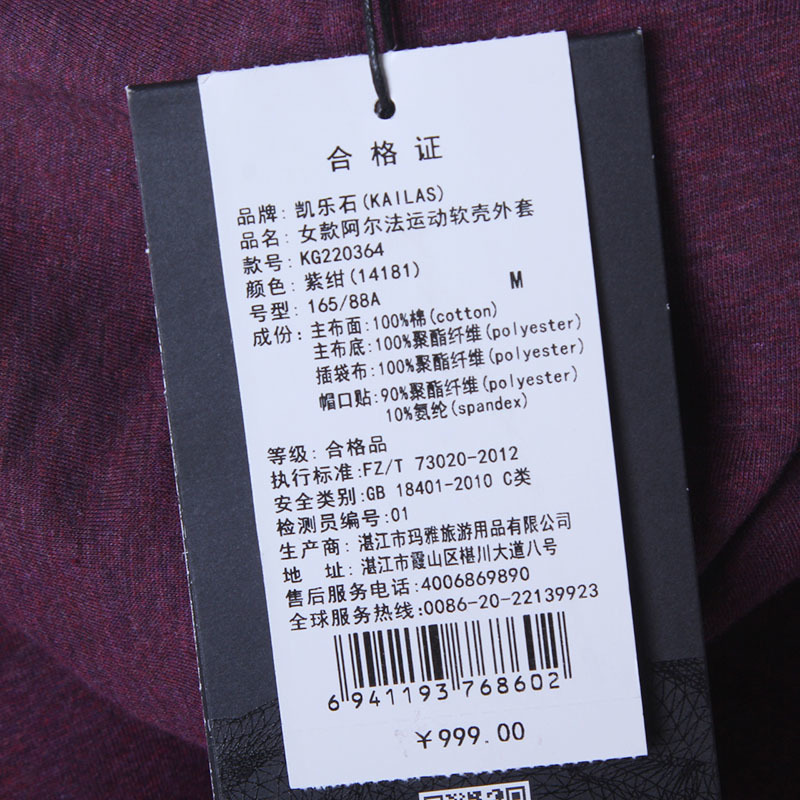 合格证
品牌: 凯乐石(KAILAS)
品名: 女款阿尔法运动软壳外套
款号: KG220364
颜色: 紫绀(14181)
号型: 165/88A M
成份: 主布面:100%棉(cotton)
主布底:100%聚酯纤维(polyester)
插袋布:100%聚酯纤维(polyester)
帽口贴:90%聚酯纤维(polyester)
10%氨纶(spandex)
等级: 合格品
执行标准:FZ/T 73020-2012
安全类别:GB 18401-2010 C类
检测员编号:01
生产商: 湛江市玛雅旅游用品有限公司
地 址: 湛江市霞山区椹川大道八号
售后服务电话:4006869890
全球服务热线:0086-20-22139923
6941193768602
¥999.00